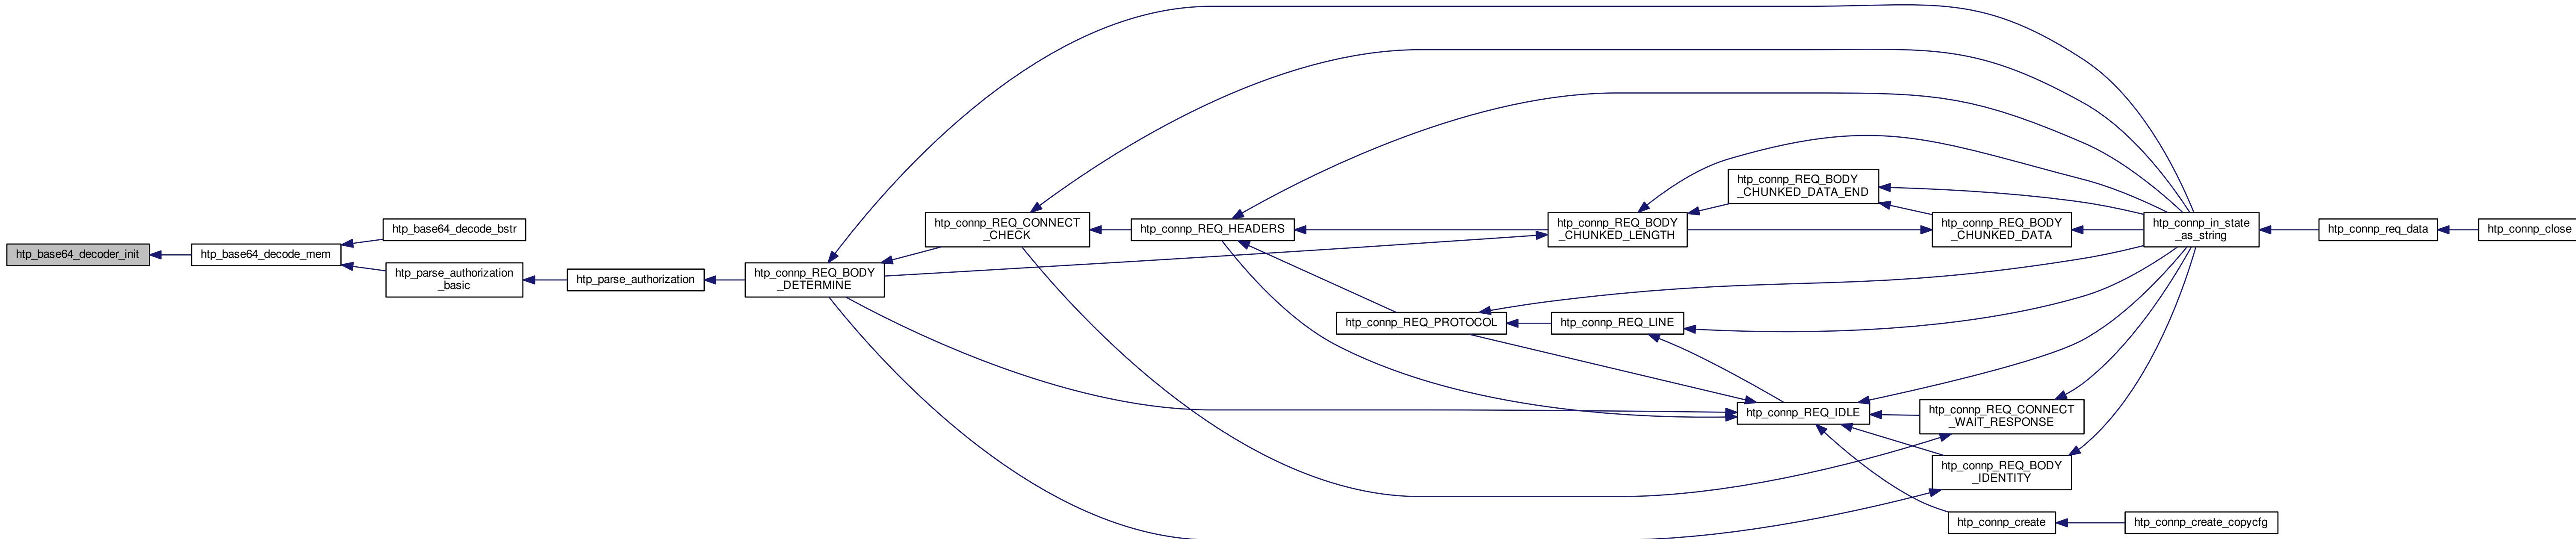 htp_base64_decoder_init
htp_base64_decode_mem
htp_base64_decode_bstr
htp_parse_authorization
_basic
htp_parse_authorization
htp_connp_REQ_BODY
_DETERMINE
htp_connp_REQ_CONNECT
_CHECK
htp_connp_REQ_HEADERS
htp_connp_REQ_PROTOCOL
htp_connp_REQ_BODY
_CHUNKED_LENGTH
htp_connp_REQ_LINE
htp_connp_REQ_BODY
_CHUNKED_DATA_END
htp_connp_REQ_IDLE
htp_connp_REQ_BODY
_CHUNKED_DATA
htp_connp_REQ_CONNECT
_WAIT_RESPONSE
htp_connp_REQ_BODY
_IDENTITY
htp_connp_create
htp_connp_in_state
_as_string
htp_connp_create_copycfg
htp_connp_req_data
htp_connp_close